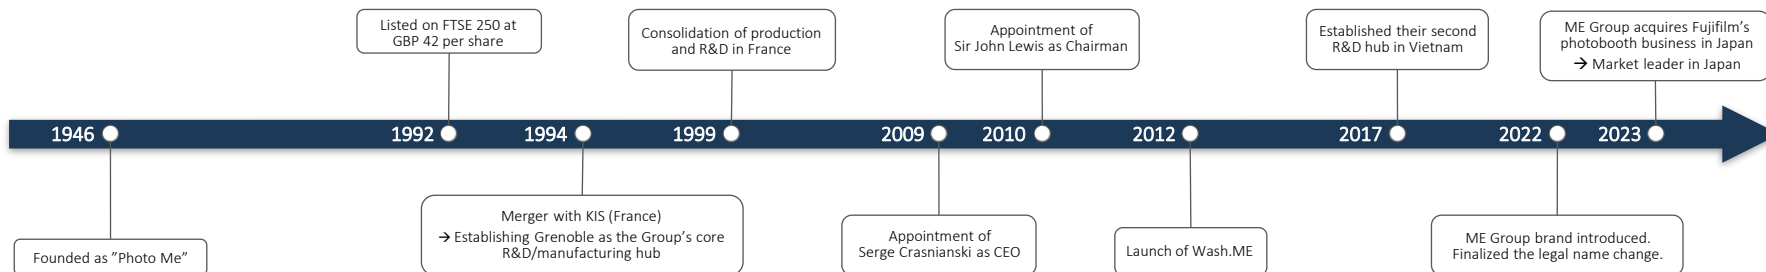 Listed on FTSE 250 at
GBP 42 per share
Consolidation of production
and R&D in France
Appointment of
Sir John Lewis as Chairman
Established their second
R&D hub in Vietnam
ME Group acquires Fujifilm's
photobooth business in Japan
→ Market leader in Japan
1946
1992
1994
1999
2009
2010
2012
2017
2022
2023
Founded as ”Photo Me”
Merger with KIS (France)
→ Establishing Grenoble as the Group's core
R&D/manufacturing hub
Appointment of
Serge Crasnianski as CEO
Launch of Wash.ME
ME Group brand introduced.
Finalized the legal name change.